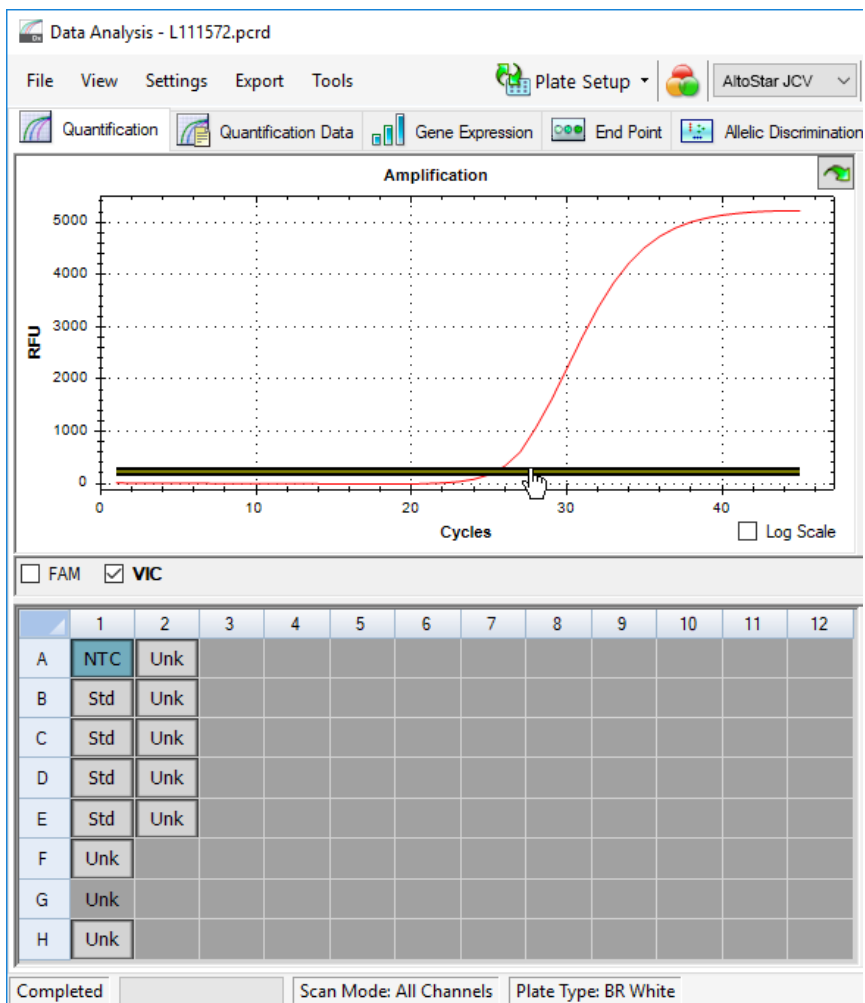 Data Analysis - L111572.pcrd
File View Settings Export Tools Plate Setup AltoStar JCV
Quantification Quantification Data Gene Expression End Point Allelic Discrimination
Amplification
5000
4000
3000
2000
1000
0
RFU
0 10 20 30 40
Cycles
Log Scale
FAM VIC
1 2 3 4 5 6 7 8 9 10 11 12
A NTC Unk
B Std Unk
C Std Unk
D Std Unk
E Std Unk
F Unk
G Unk
H Unk
Completed Scan Mode: All Channels Plate Type: BR White